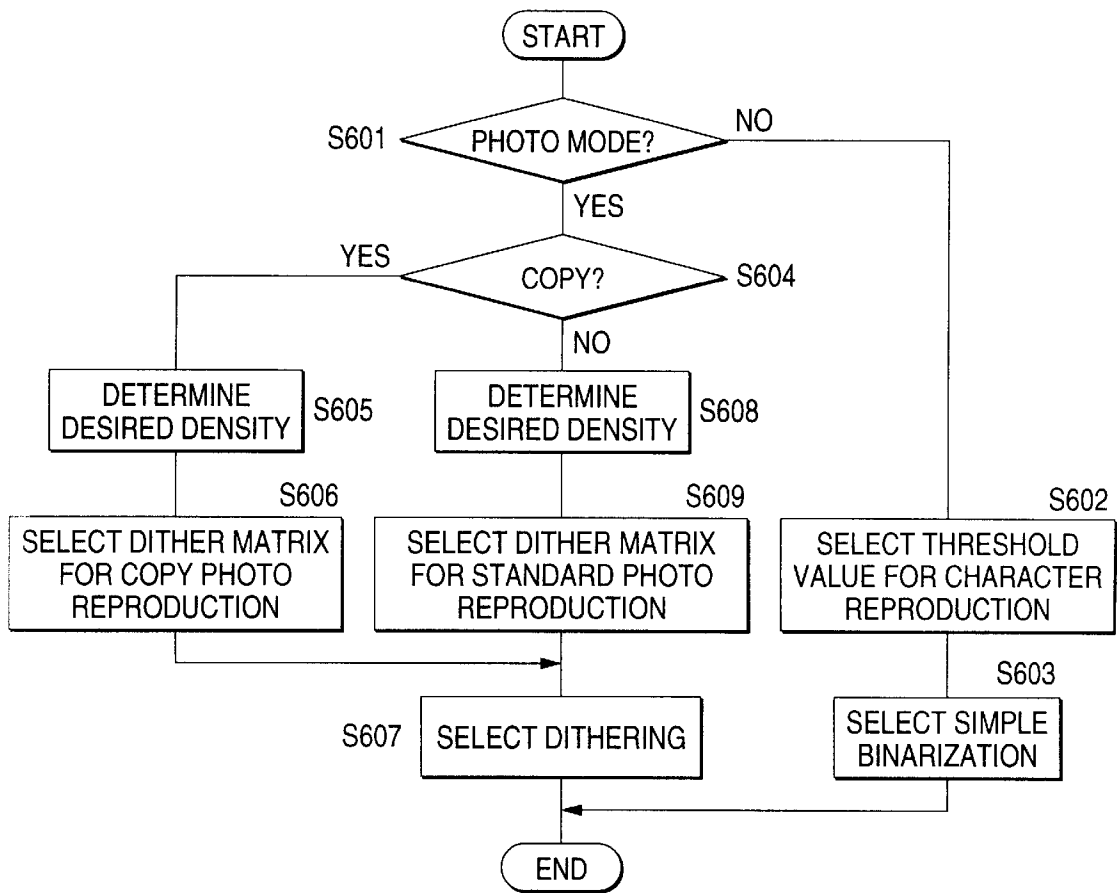 START
S601
PHOTO MODE?
NO
YES
YES
COPY?
S604
NO
DETERMINE
DESIRED DENSITY
S605
DETERMINE
DESIRED DENSITY
S608
S606
SELECT DITHER MATRIX
FOR COPY PHOTO
REPRODUCTION
S609
SELECT DITHER MATRIX
FOR STANDARD PHOTO
REPRODUCTION
S602
SELECT THRESHOLD
VALUE FOR CHARACTER
REPRODUCTION
S607
SELECT DITHERING
S603
SELECT SIMPLE
BINARIZATION
END